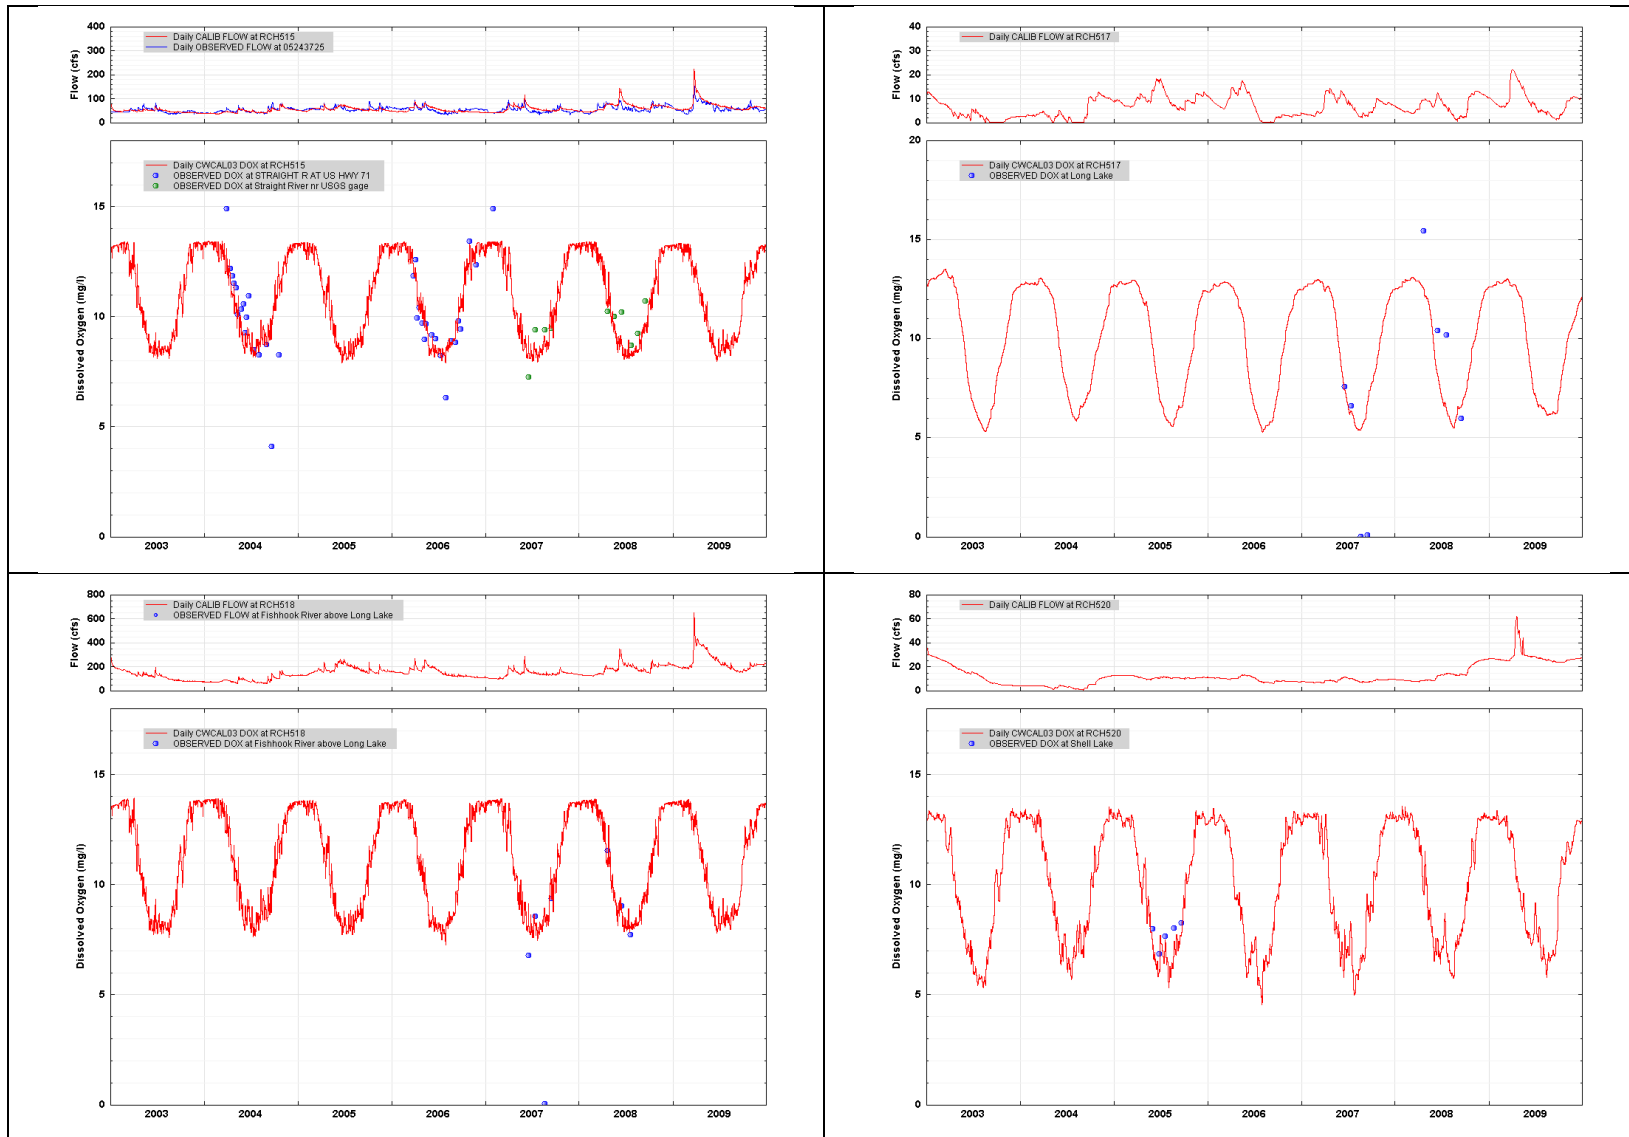 Daily CALIB FLOW at RCH515
Daily OBSERVED FLOW at 05243725
Flow (cfs)
400
300
200
100
0
Daily CWCAL03 DOX at RCH515
OBSERVED DOX at STRAIGHT R AT US HWY 71
OBSERVED DOX at Straight River nr USGS gage
Dissolved Oxygen (mg/l)
15
10
5
0
2003 2004 2005 2006 2007 2008 2009
Daily CALIB FLOW at RCH517
Flow (cfs)
40
30
20
10
0
Daily CWCAL03 DOX at RCH517
OBSERVED DOX at Long Lake
Dissolved Oxygen (mg/l)
20
15
10
5
0
2003 2004 2005 2006 2007 2008 2009
Daily CALIB FLOW at RCH518
OBSERVED FLOW at Fishhook River above Long Lake
Flow (cfs)
800
600
400
200
0
Daily CWCAL03 DOX at RCH518
OBSERVED DOX at Fishhook River above Long Lake
Dissolved Oxygen (mg/l)
15
10
5
0
2003 2004 2005 2006 2007 2008 2009
Daily CALIB FLOW at RCH520
Flow (cfs)
80
60
40
20
0
Daily CWCAL03 DOX at RCH520
OBSERVED DOX at Shell Lake
Dissolved Oxygen (mg/l)
15
10
5
0
2003 2004 2005 2006 2007 2008 2009